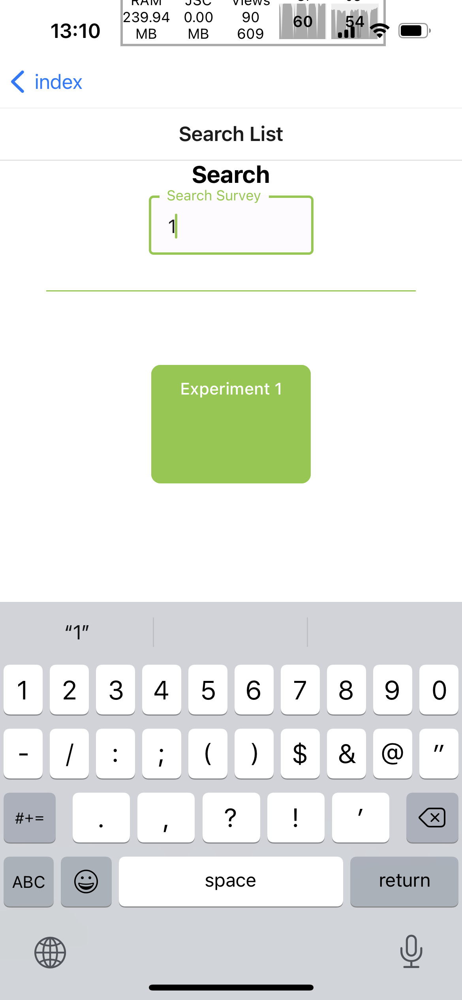 RAM JSC Views
239.94 0.00 90
MB MB 609
60 54
13:10
index
Search List
Search
Search Survey
1
Experiment 1
“1”
1 2 3 4 5 6 7 8 9 0
- / : ; ( ) $ & @ "
#+= . , ? ! ’
ABC space return